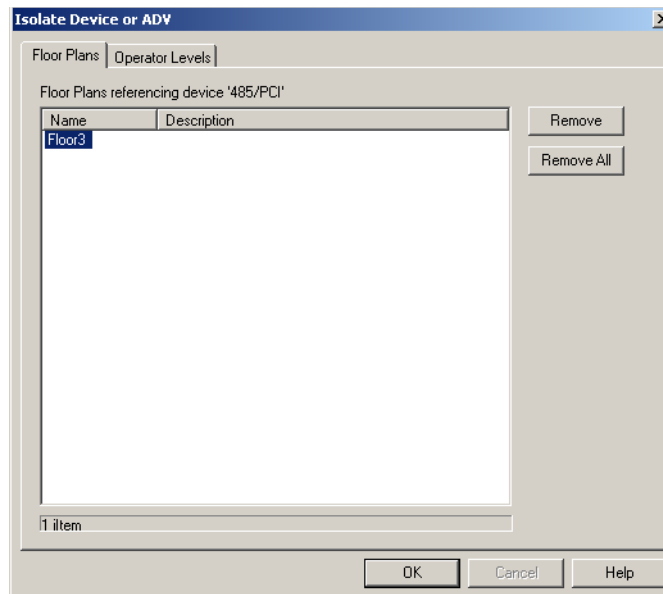 Isolate Device or ADV
Floor Plans Operator Levels
Floor Plans referencing device '485/PCI'
Name Description
Floor3
Remove
Remove All
1 iItem
OK Cancel Help